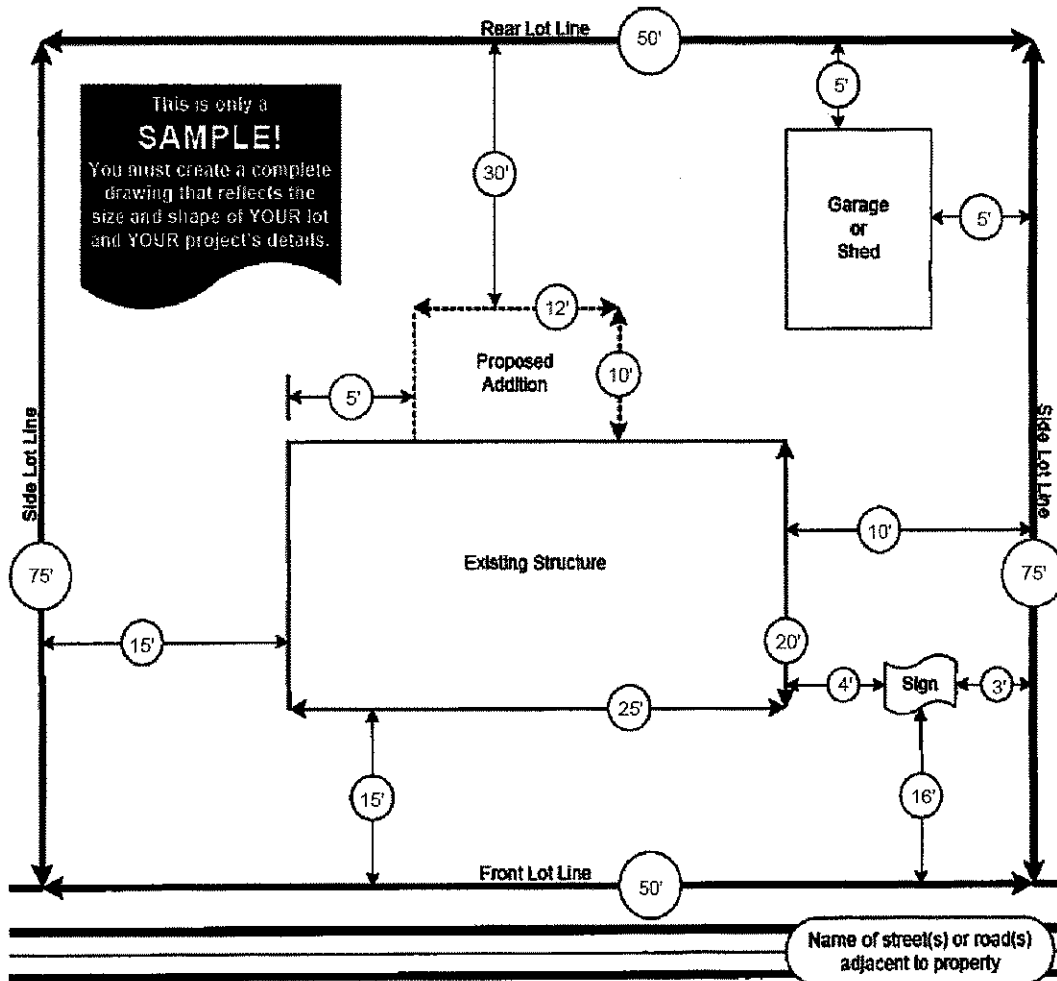 Rear Lot Line
50'
This is only a
SAMPLE!
You must create a complete
drawing that reflects the
size and shape of YOUR lot
and YOUR project's details.
5'
30'
Garage
or
Shed
5'
12'
Proposed
Addition
10'
5'
Side Lot Line
Side Lot Line
10'
Existing Structure
75'
75'
15'
20'
4'
Sign
3'
25'
15'
16'
Front Lot Line
50'
Name of street(s) or road(s)
adjacent to property